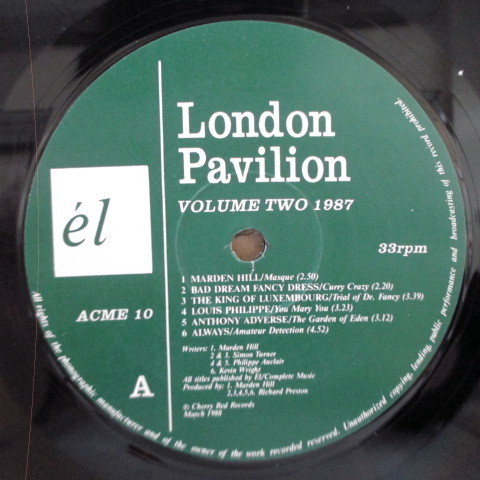 London
Pavilion
VOLUME TWO 1987
él
33rpm
ACME 10
A
1 MARDEN HILL/Masque (2.50)
2 BAD DREAM FANCY DRESS/Curry Crazy (2.20)
3 THE KING OF LUXEMBOURG/Trial of Dr. Fancy (3.39)
4 LOUIS PHILIPPE/You Mary You (3.23)
5 ANTHONY ADVERSE/The Garden of Eden (3.12)
6 ALWAYS/Amateur Detection (4.52)
Writers: 1. Marden Hill
2 & 3. Simon Turner
4 & 5. Philippe Auclair
6. Kevin Wright
All titles published by El/Complete Music
Produced by: 1. Marden Hill
2,3,4,5,6. Richard Preston
© Cherry Red Records
March 1988
All rights of the phonographic manufacturer and of the owner of the work recorded reserved. Unauthorized copying, lending, public performance and broadcasting of this record prohibited.